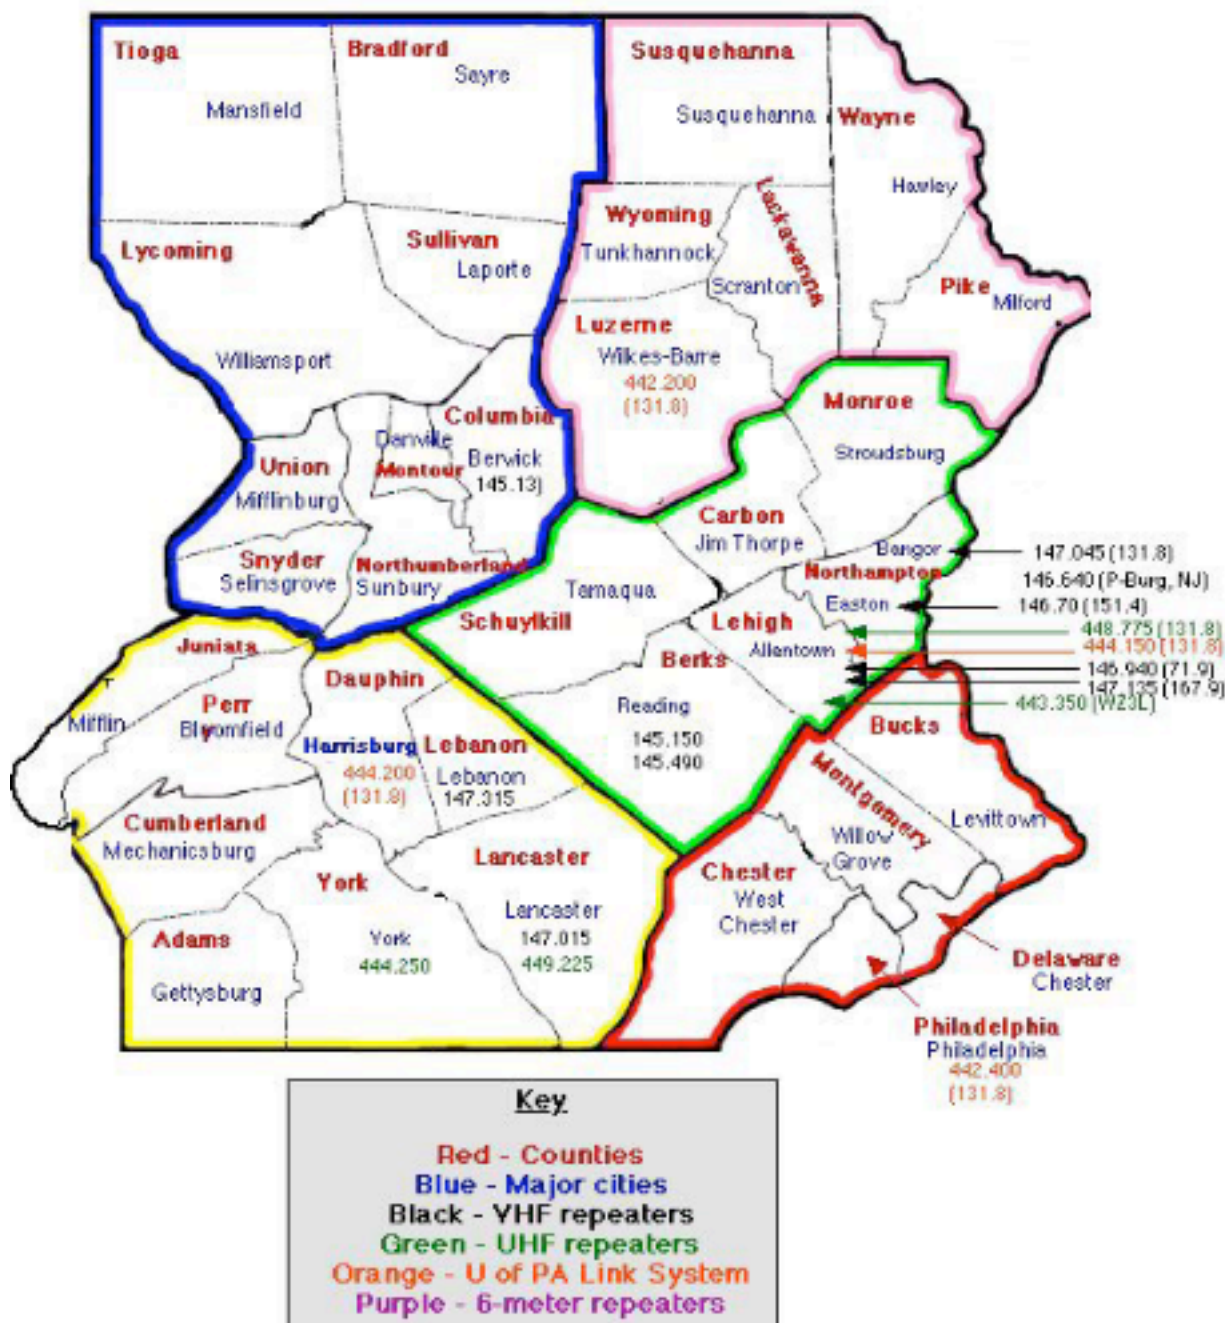 Tioga
Bradford
Sayre
Mansfield
Susquehanna
Susquehanna
Wayne
Hawley
Lycoming
Sullivan
Laporte
Wyoming
Tunkhannock
Lackawanna
Scranton
Pike
Milford
Williamsport
Luzerne
Wilkes-Barre
442.200
(131.8)
Columbia
Danville
Montour
Berwick
145.13)
Monroe
Stroudsburg
Union
Mifflinburg
Snyder
Selinsgrove
Northumberland
Sunbury
Carbon
Jim Thorpe
Bangor
147.045 (131.8)
Northampton
146.640 (P-Burg, NJ)
Easton
146.70 (151.4)
Tamaqua
Schuylkill
Lehigh
Allentown
448.775 (131.8)
444.150 (131.8)
146.940 (71.9)
147.135 (167.9)
443.350 (WZ3L)
Juniata
Mifflin
Perr
y
Bloomfield
Dauphin
Harrisburg
444.200
(131.8)
Lebanon
Lebanon
147.315
Berks
Reading
145.150
145.490
Bucks
Levittown
Montgomery
Willow
Grove
Cumberland
Mechanicsburg
York
York
444.250
Lancaster
Lancaster
147.015
449.225
Chester
West
Chester
Adams
Gettysburg
Delaware
Chester
Philadelphia
Philadelphia
442.400
(131.8)
Key
Red - Counties
Blue - Major cities
Black - VHF repeaters
Green - UHF repeaters
Orange - U of PA Link System
Purple - 6-meter repeaters